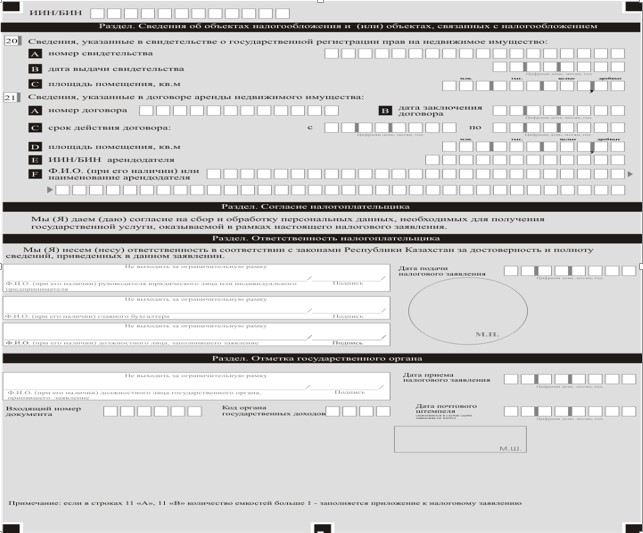 ИИН/БИН
Раздел. Сведения об объектах налогообложения и (или) объектах, связанных с налогообложением
20 Сведения, указанные в свидетельстве о государственной регистрации прав на недвижимое имущество:
A номер свидетельства
B дата выдачи свидетельства
C площадь помещения, кв.м
млн. тыс. целые дробные
21 Сведения, указанные в договоре аренды недвижимого имущества:
A номер договора
B дата заключения
договора
C срок действия договора: с по
D площадь помещения, кв.м
млн. тыс. целые дробные
E ИИН/БИН арендодателя
F Ф.И.О. (при его наличии) или
наименование арендодателя
Раздел. Согласие налогоплательщика
Мы (Я) даем (даю) согласие на сбор и обработку персональных данных, необходимых для получения
государственной услуги, оказываемой в рамках настоящего налогового заявления.
Раздел. Ответственность налогоплательщика
Мы (Я) несем (несу) ответственность в соответствии с законами Республики Казахстан за достоверность и полноту
сведений, приведенных в данном заявлении.
Не выходить за ограничительную рамку
Ф.И.О. (при его наличии) руководителя юридического лица или индивидуального
предпринимателя
Подпись
Дата подачи
налогового заявления
Не выходить за ограничительную рамку
Ф.И.О. (при его наличии) главного бухгалтера
Подпись
Не выходить за ограничительную рамку
Ф.И.О. (при его наличии) должностного лица, заполнившего заявление
Подпись
М.П.
Раздел. Отметка государственного органа
Не выходить за ограничительную рамку
Ф.И.О. (при его наличии) должностного лица государственного органа,
принявшего заявление
Подпись
Дата приема
налогового заявления
Входящий номер
документа
Код органа
государственных доходов
Дата почтового
штемпеля
М.Ш.
Примечание: если в строках 11 «А», 11 «В» количество емкостей больше 1 - заполняется приложение к налоговому заявлению